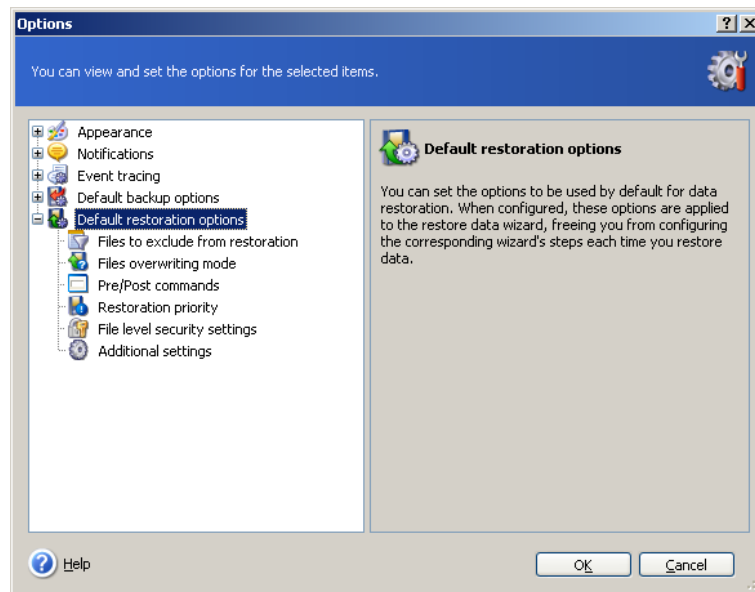 Options
You can view and set the options for the selected items.
Appearance
Notifications
Event tracing
Default backup options
Default restoration options
Files to exclude from restoration
Files overwriting mode
Pre/Post commands
Restoration priority
File level security settings
Additional settings
Default restoration options
You can set the options to be used by default for data
restoration. When configured, these options are applied
to the restore data wizard, freeing you from configuring
the corresponding wizard's steps each time you restore
data.
Help
OK
Cancel